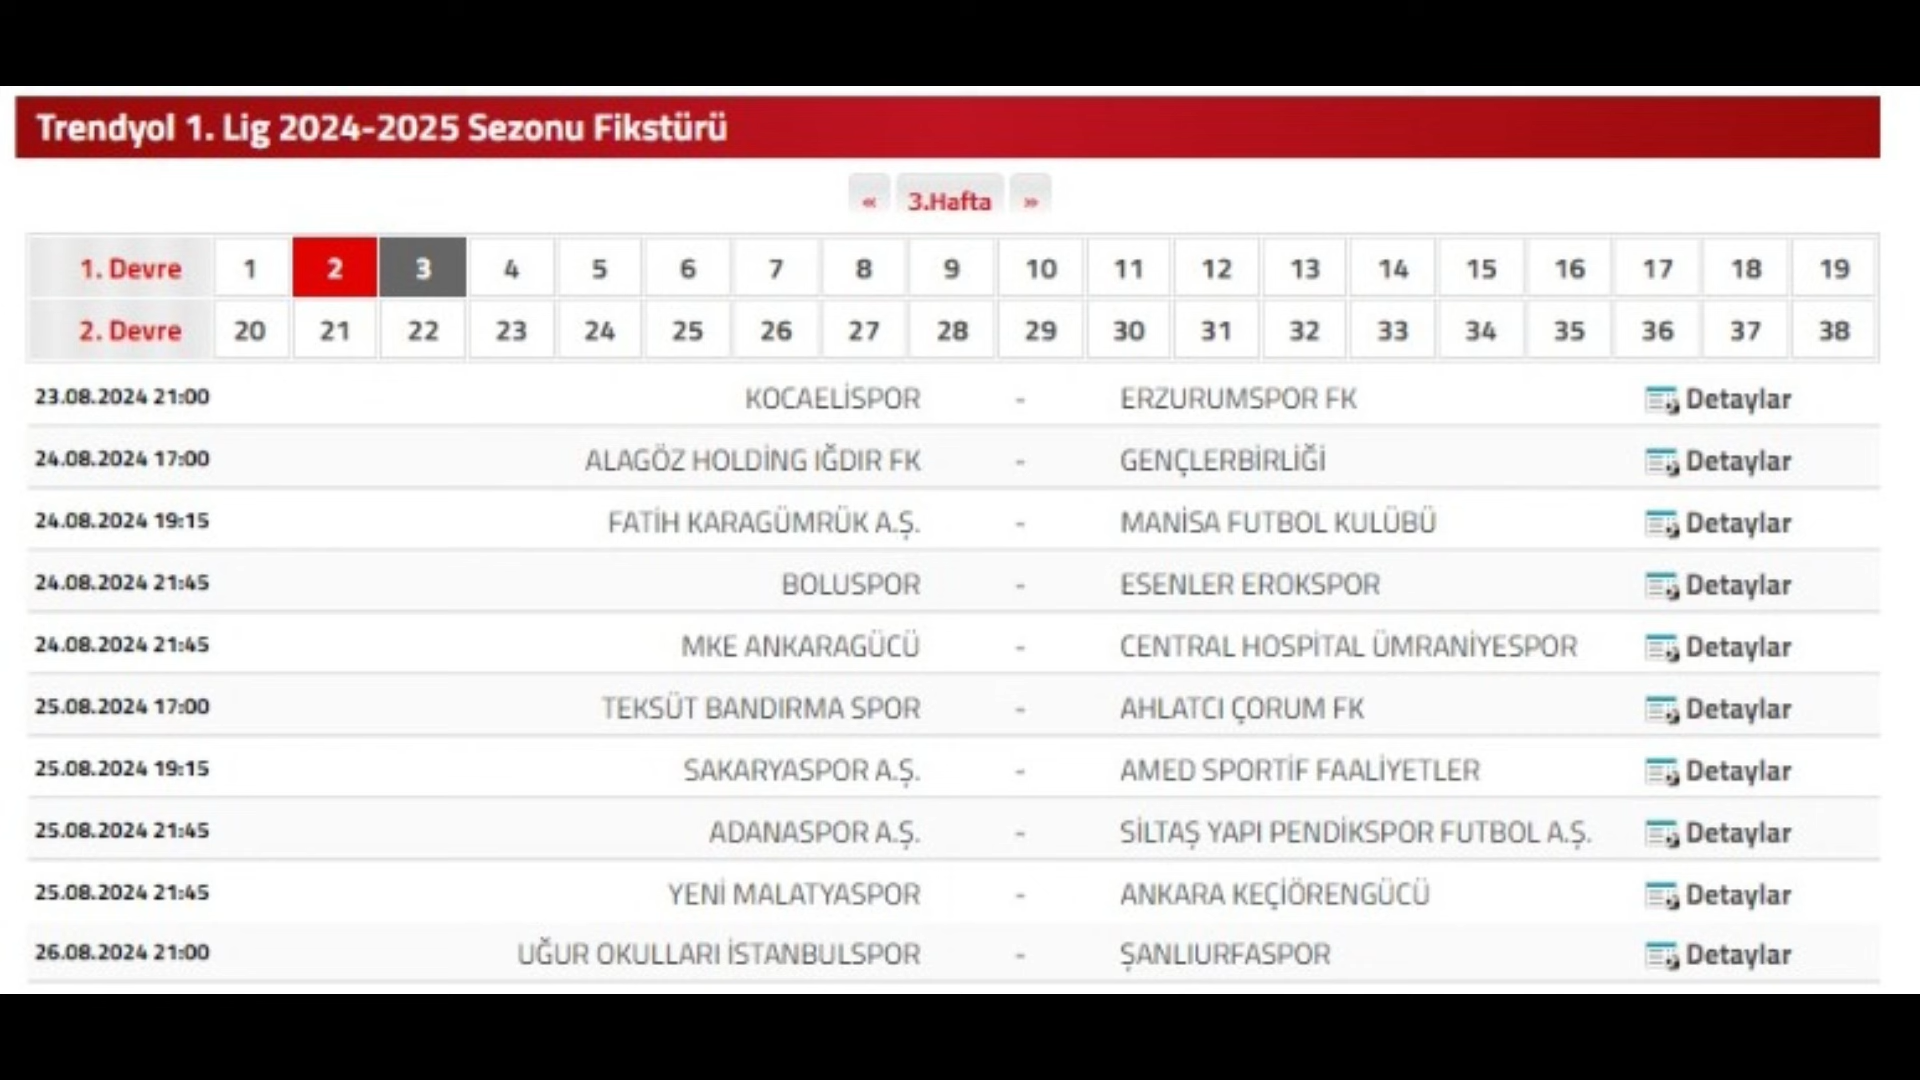 Trendyol 1. Lig 2024-2025 Sezonu Fikstürü
« 3.Hafta »
1. Devre 1 2 3 4 5 6 7 8 9 10 11 12 13 14 15 16 17 18 19
2. Devre 20 21 22 23 24 25 26 27 28 29 30 31 32 33 34 35 36 37 38
23.08.2024 21:00 KOCAELİSPOR - ERZURUMSPOR FK Detaylar
24.08.2024 17:00 ALAGÖZ HOLDİNG IĞDIR FK - GENÇLERBİRLİĞİ Detaylar
24.08.2024 19:15 FATİH KARAGÜMRÜK A.Ş. - MANİSA FUTBOL KULÜBÜ Detaylar
24.08.2024 21:45 BOLUSPOR - ESENLER EROKSPOR Detaylar
24.08.2024 21:45 MKE ANKARAGÜCÜ - CENTRAL HOSPİTAL ÜMRANİYESPOR Detaylar
25.08.2024 17:00 TEKSÜT BANDIRMA SPOR - AHLATCI ÇORUM FK Detaylar
25.08.2024 19:15 SAKARYASPOR A.Ş. - AMED SPORTİF FAALİYETLER Detaylar
25.08.2024 21:45 ADANASPOR A.Ş. - SİLTAŞ YAPI PENDİKSPOR FUTBOL A.Ş. Detaylar
25.08.2024 21:45 YENİ MALATYASPOR - ANKARA KEÇİÖRENGÜCÜ Detaylar
26.08.2024 21:00 UĞUR OKULLARI İSTANBULSPOR - ŞANLIURFASPOR Detaylar